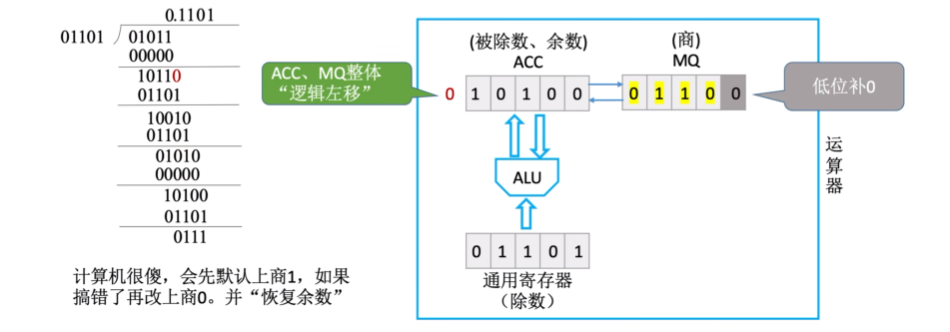 0.1101
01101 01011
00000
10110
01101
10010
01101
01010
00000
10100
01101
0111
计算机很傻，会先默认上商1，如果
搞错了再改上商0。并“恢复余数”
ACC、MQ整体
“逻辑左移”
(被除数、余数)
ACC
0 1 0 1 0 0
(商)
MQ
0 1 1 0 0
低位补0
ALU
0 1 1 0 1
通用寄存器
（除数）
运算器